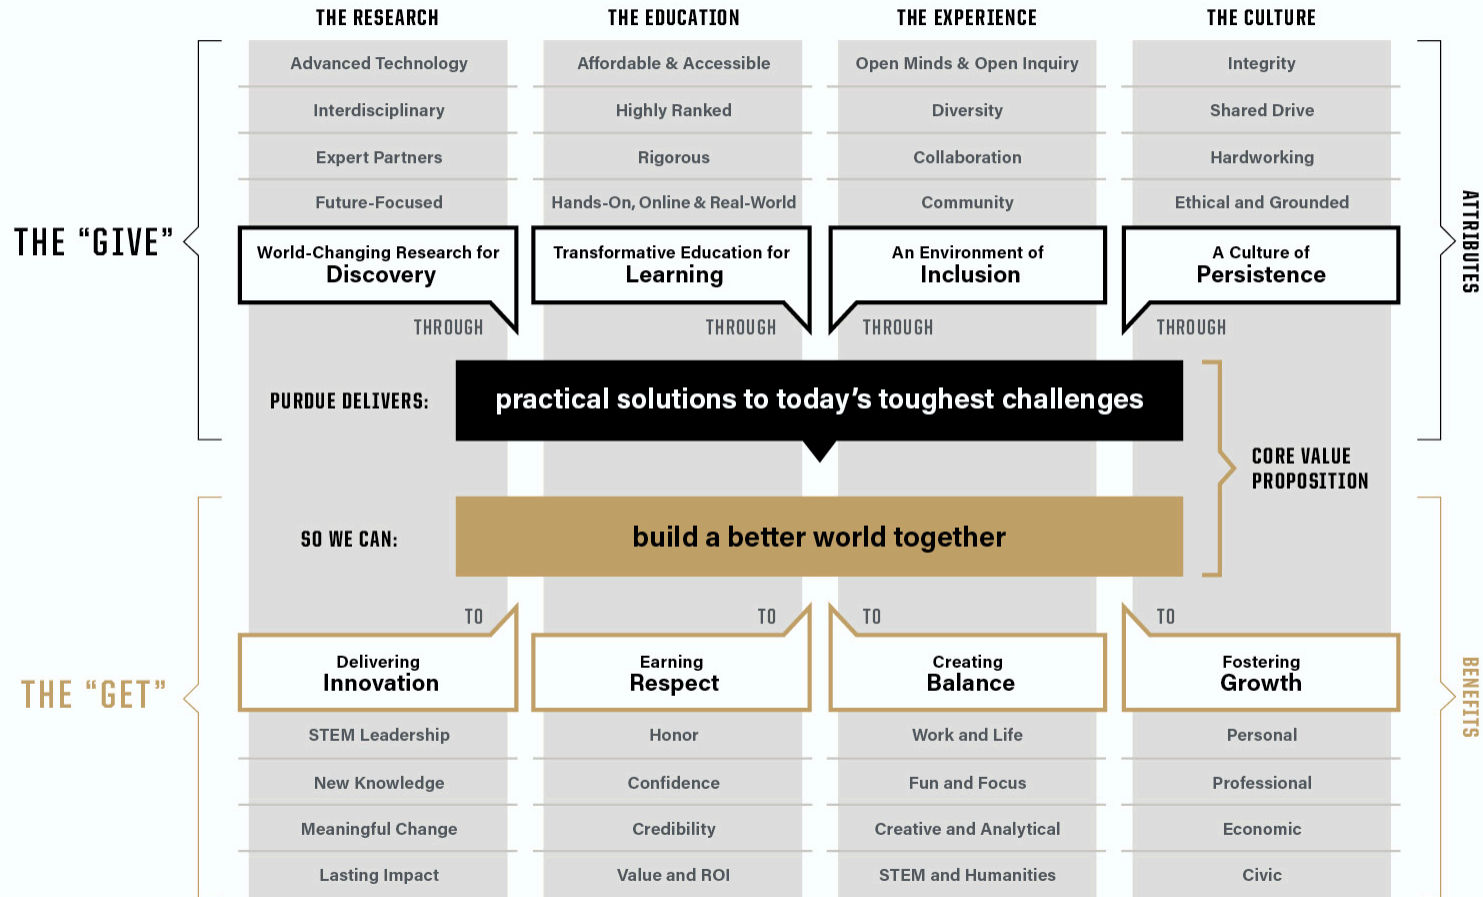 THE RESEARCH
THE EDUCATION
THE EXPERIENCE
THE CULTURE
Advanced Technology
Affordable & Accessible
Open Minds & Open Inquiry
Integrity
Interdisciplinary
Highly Ranked
Diversity
Shared Drive
Expert Partners
Rigorous
Collaboration
Hardworking
Future-Focused
Hands-On, Online & Real-World
Community
Ethical and Grounded
THE “GIVE”
ATTRIBUTES
World-Changing Research for
Discovery
Transformative Education for
Learning
An Environment of
Inclusion
A Culture of
Persistence
THROUGH
THROUGH
THROUGH
THROUGH
PURDUE DELIVERS:
practical solutions to today’s toughest challenges
CORE VALUE
PROPOSITION
SO WE CAN:
build a better world together
TO
TO
TO
TO
THE “GET”
BENEFITS
Delivering
Innovation
Earning
Respect
Creating
Balance
Fostering
Growth
STEM Leadership
Honor
Work and Life
Personal
New Knowledge
Confidence
Fun and Focus
Professional
Meaningful Change
Credibility
Creative and Analytical
Economic
Lasting Impact
Value and ROI
STEM and Humanities
Civic